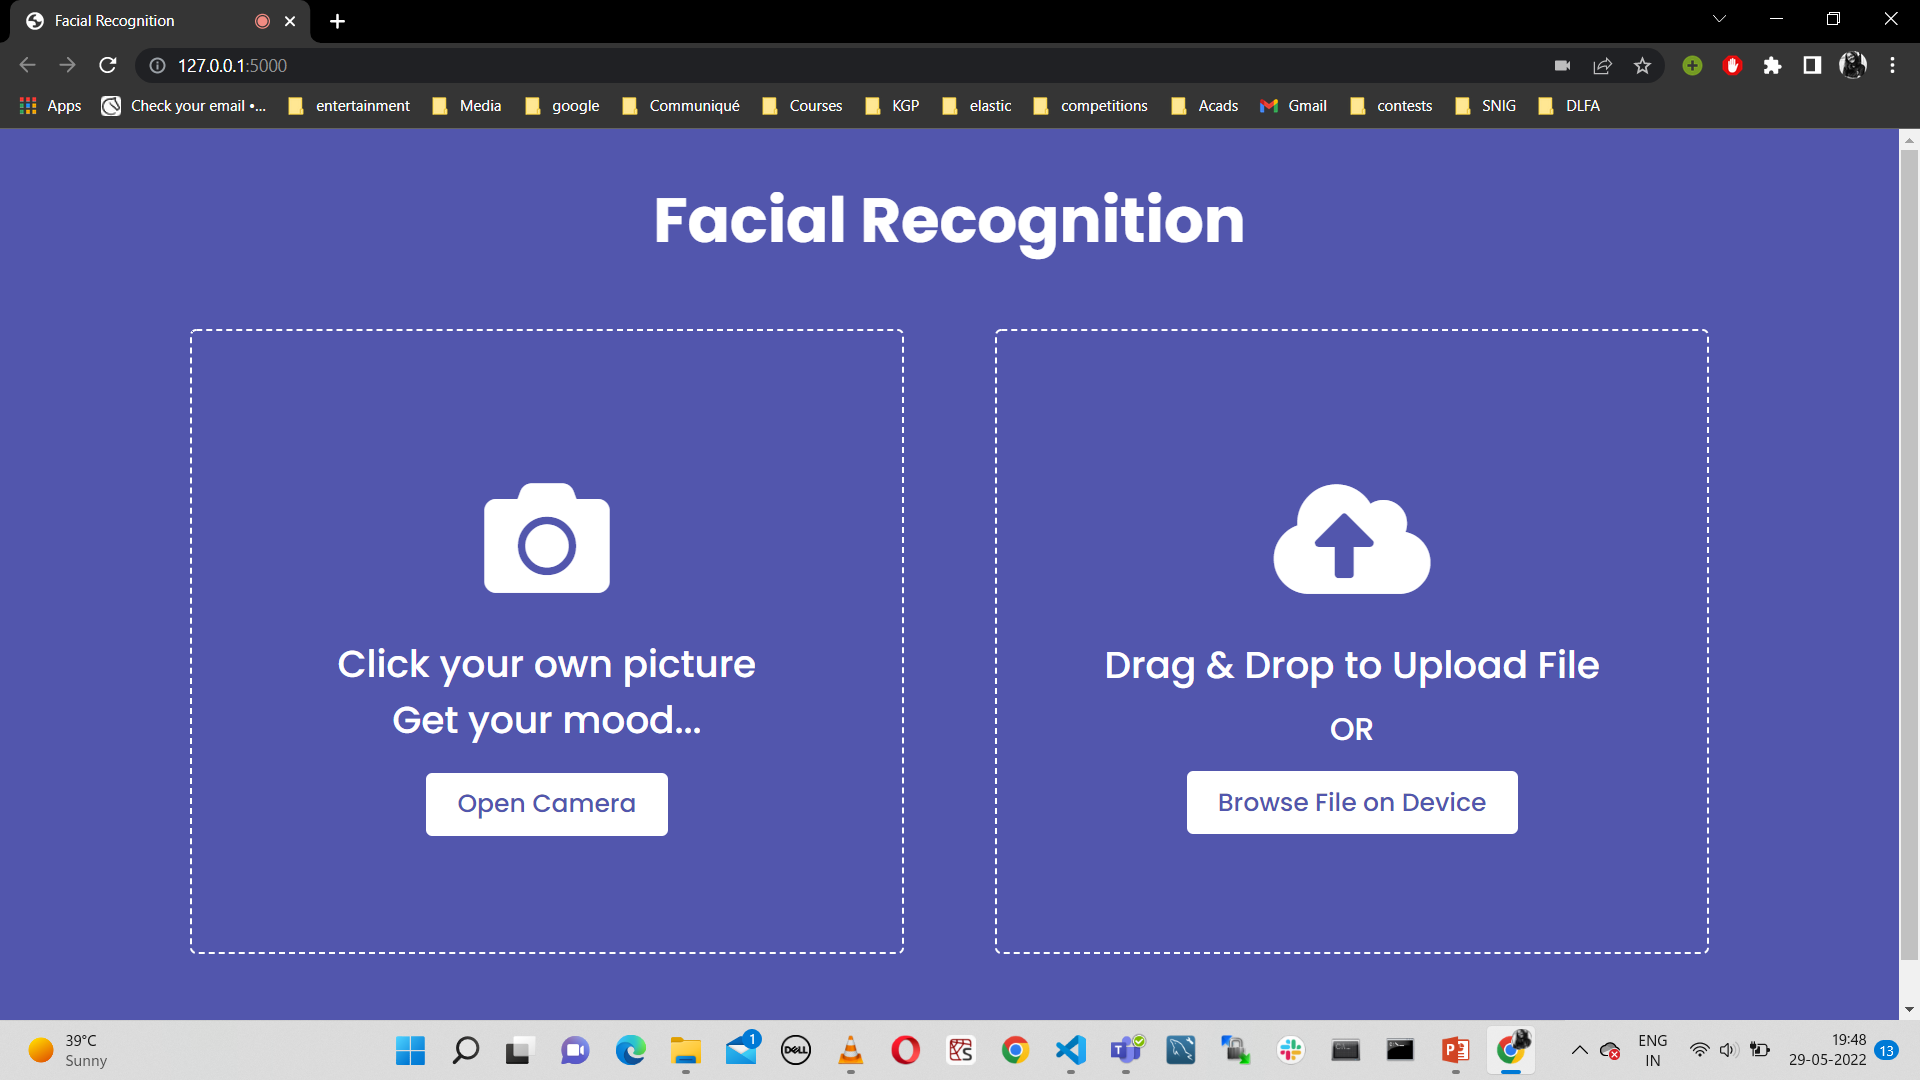 Facial Recognition
127.0.0.1:5000
Apps
Check your email •...
entertainment
Media
google
Communiqué
Courses
KGP
elastic
competitions
Acads
Gmail
contests
SNIG
DLFA
Facial Recognition
Click your own picture
Get your mood...
Open Camera
Drag & Drop to Upload File
OR
Browse File on Device
39°C
Sunny
1
DELL
ENG
IN
19:48
29-05-2022
13